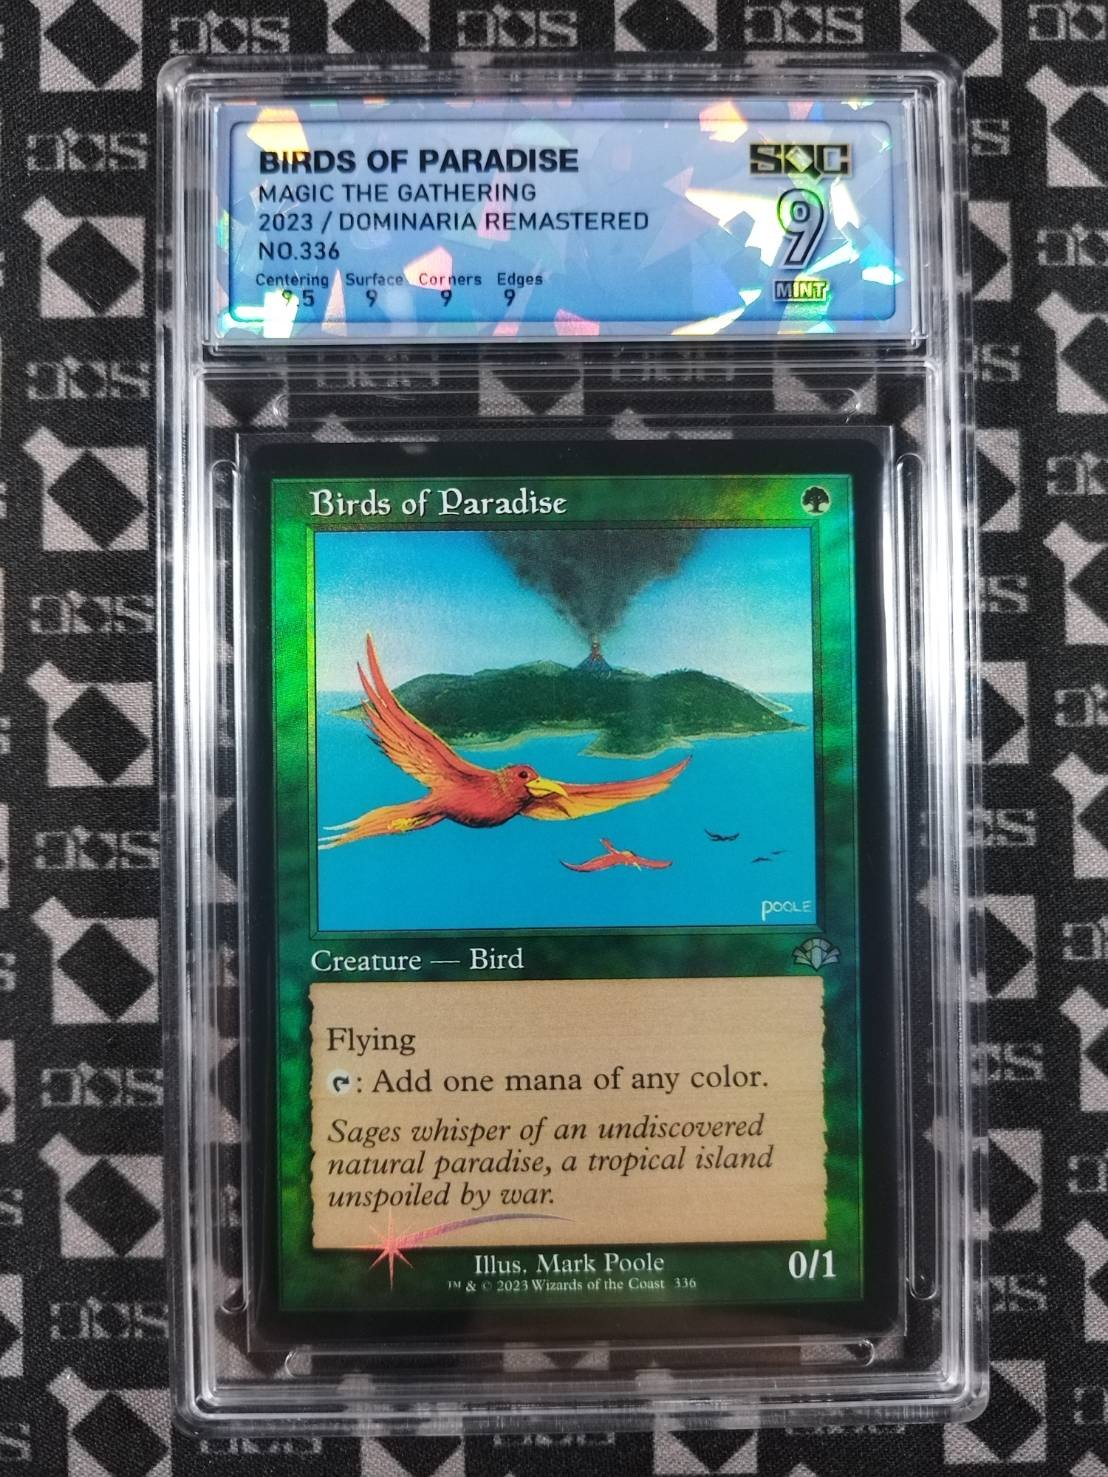 BIRDS OF PARADISE
MAGIC THE GATHERING
2023 / DOMINARIA REMASTERED
NO.336
Centering Surface Corners Edges
9.5 9 9 9
SQC
9
MINT
Birds of Paradise
POOLE
Creature — Bird
Flying
: Add one mana of any color.
Sages whisper of an undiscovered
natural paradise, a tropical island
unspoiled by war.
Illus. Mark Poole
™ & © 2023 Wizards of the Coast 336
0/1